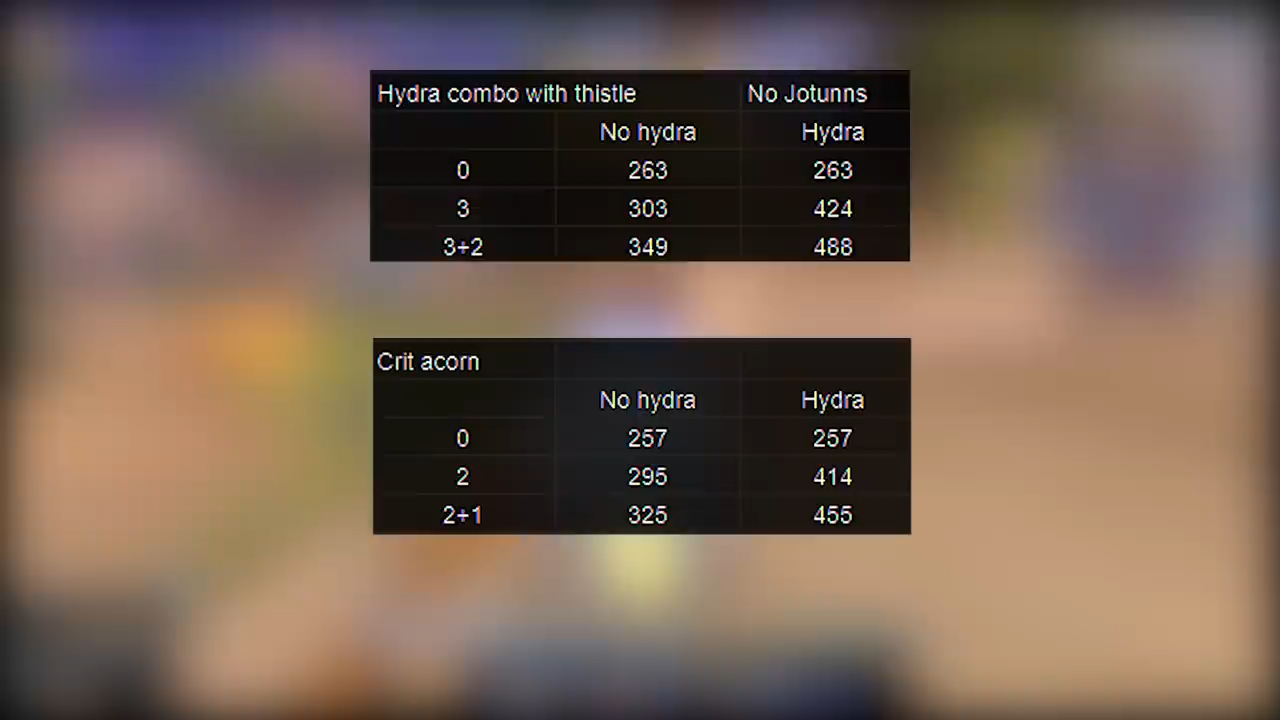 Hydra combo with thistle No Jotunns
No hydra Hydra
0 263 263
3 303 424
3+2 349 488
Crit acorn
No hydra Hydra
0 257 257
2 295 414
2+1 325 455